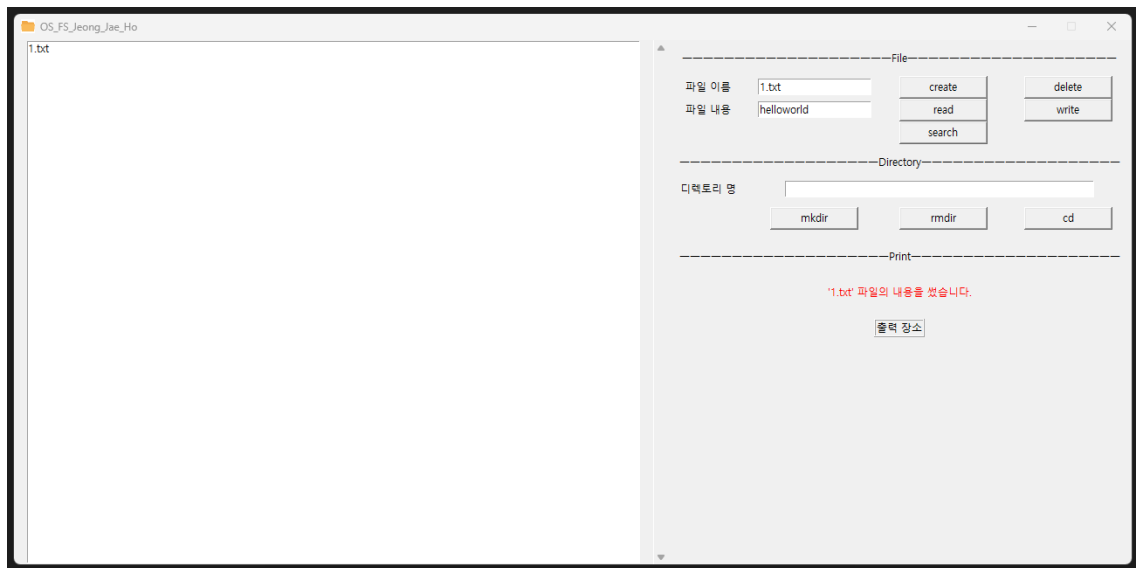 OS_FS_Jeong_Jae_Ho
1.txt
File
파일 이름 1.txt create delete
파일 내용 helloworld read write
search
Directory
디렉토리 명
mkdir rmdir cd
Print
'1.txt' 파일의 내용을 썼습니다.
출력 장소